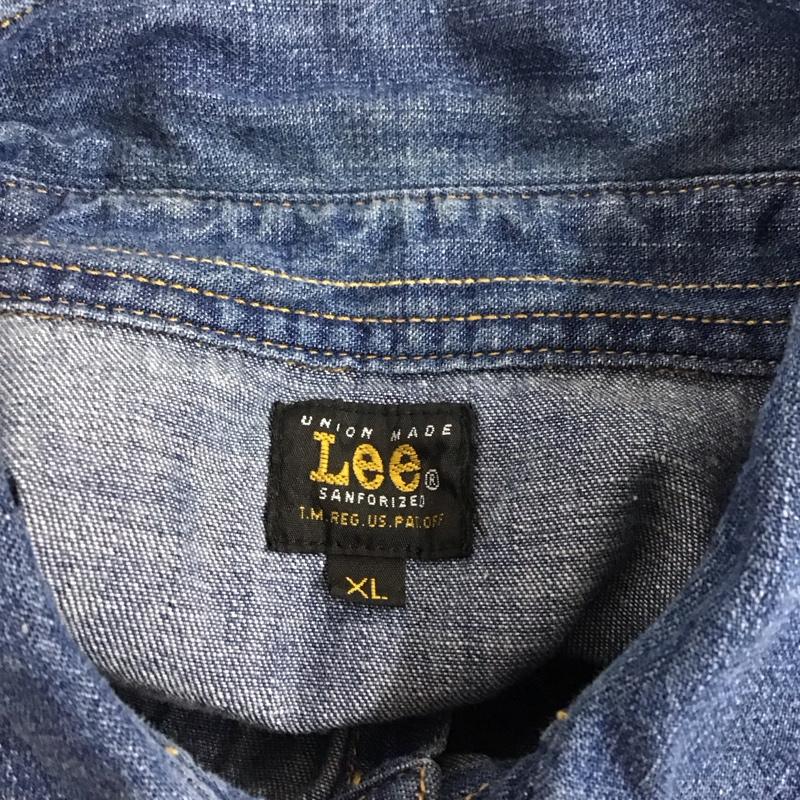 UNION MADE
Lee®
SANFORIZED
T.M.REG.US.PAT.OFF
XL